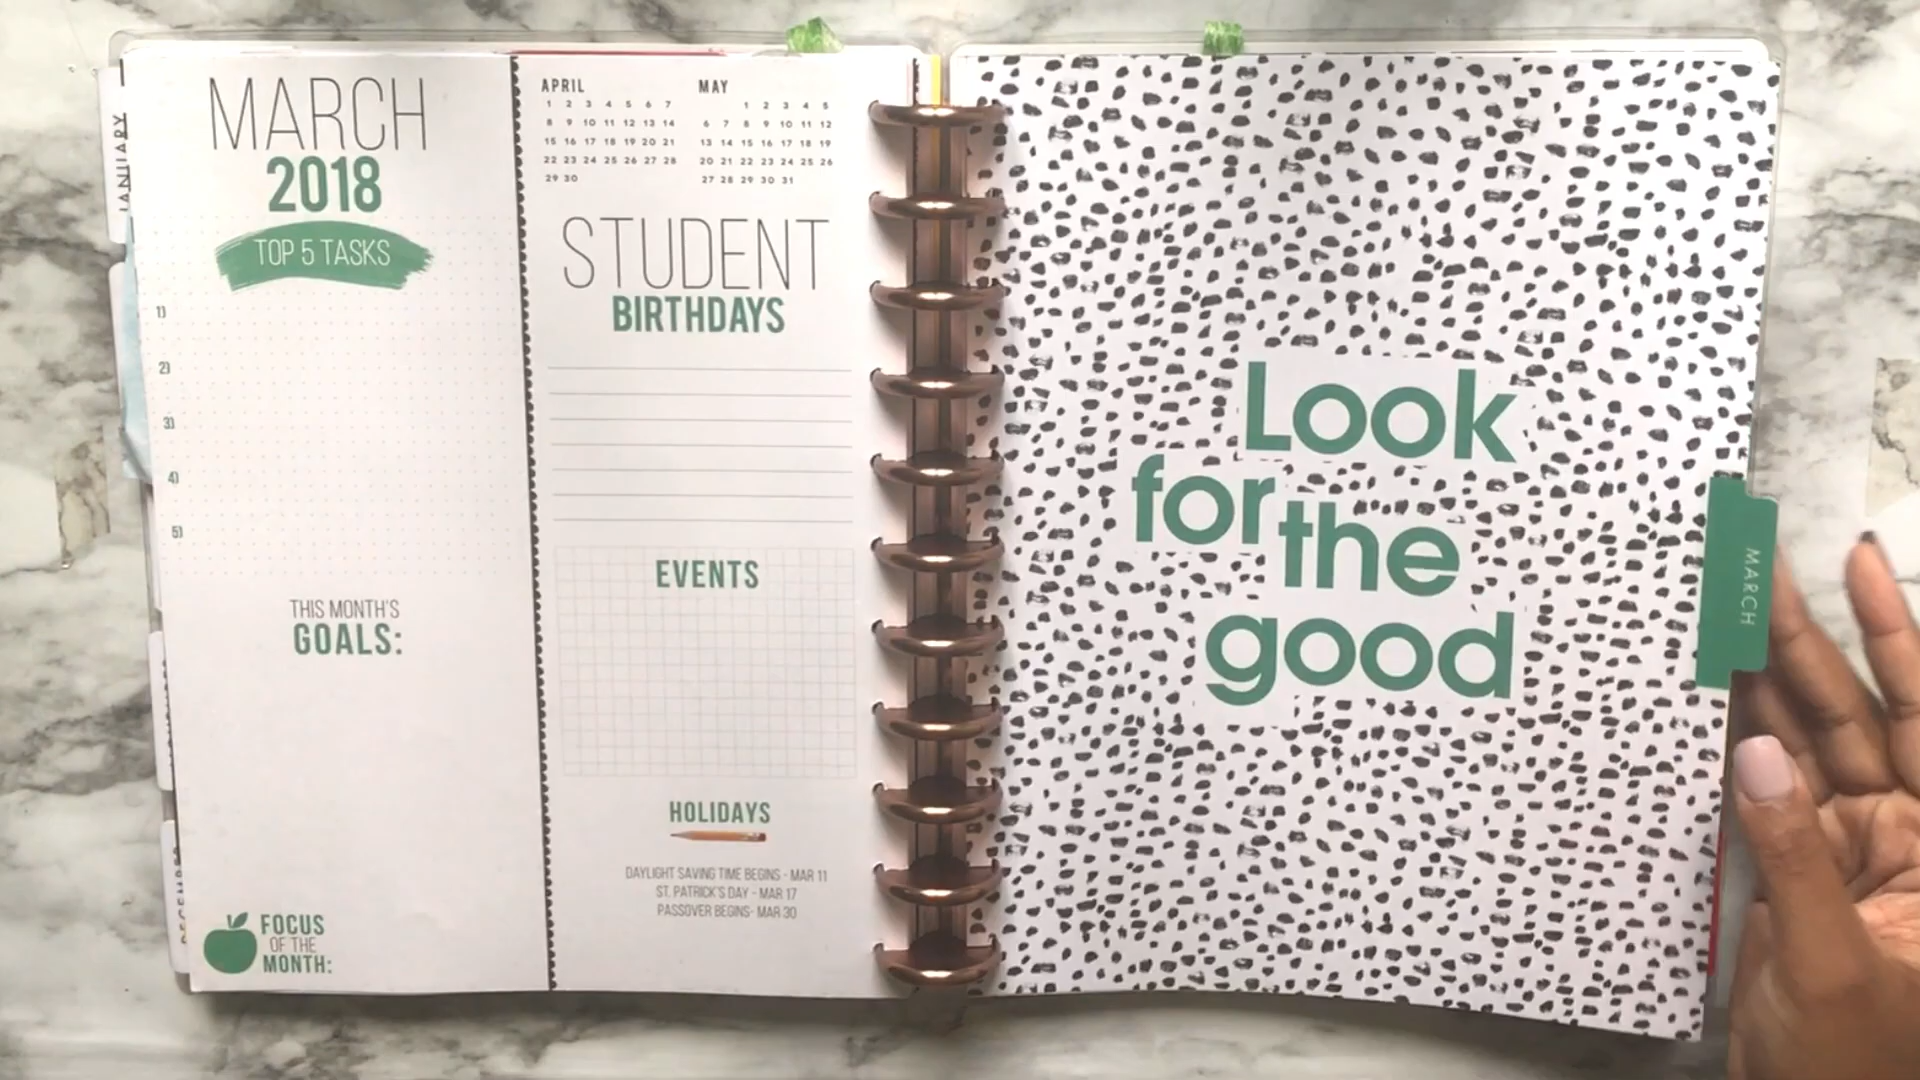 JANUARY
MARCH
2018
TOP 5 TASKS
1)
2)
3)
4)
5)
THIS MONTH'S
GOALS:
FOCUS
OF THE
MONTH:
APRIL
1 2 3 4 5 6 7
8 9 10 11 12 13 14
15 16 17 18 19 20 21
22 23 24 25 26 27 28
29 30
MAY
1 2 3 4 5
6 7 8 9 10 11 12
13 14 15 16 17 18 19
20 21 22 23 24 25 26
27 28 29 30 31
STUDENT
BIRTHDAYS
EVENTS
HOLIDAYS
DAYLIGHT SAVING TIME BEGINS - MAR 11
ST. PATRICK'S DAY - MAR 17
PASSOVER BEGINS- MAR 30
Look
for the
good
MARCH